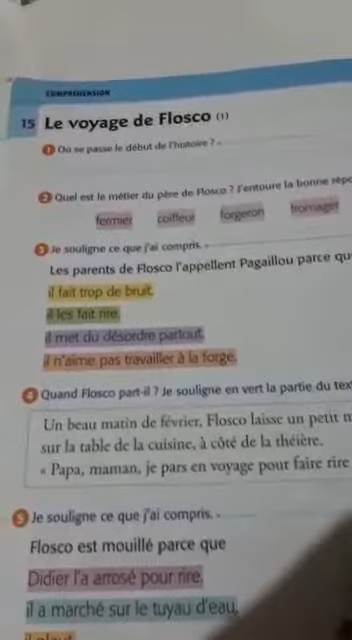 COMPRÉHENSION
15 Le voyage de Flosco (1)
1 Où se passe le début de l'histoire ?
2 Quel est le métier du père de Flosco ? J'entoure la bonne
fermier coiffeur forgeron fromager
3 Je souligne ce que j'ai compris.
Les parents de Flosco l'appellent Pagaillou parce
il fait trop de bruit.
il les fait rire.
il met du désordre partout.
il n'aime pas travailler à la forge.
4 Quand Flosco part-il ? Je souligne en vert la partie du
Un beau matin de février, Flosco laisse un petit
sur la table de la cuisine, à côté de la théière.
« Papa, maman, je pars en voyage pour faire rire
5 Je souligne ce que j'ai compris.
Flosco est mouillé parce que
Didier l'a arrosé pour rire.
il a marché sur le tuyau d'eau.
il pleut